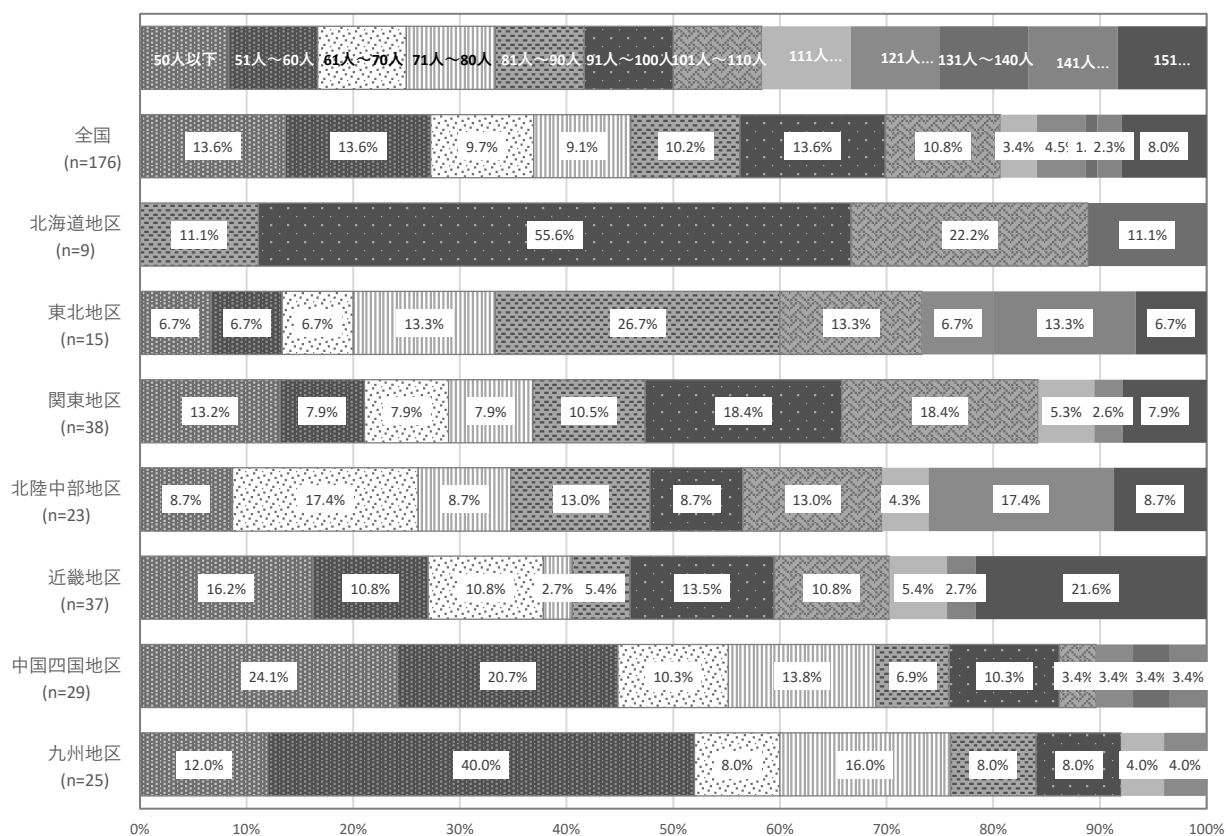 50人以下 51人～60人 61人～70人 71人～80人 81人～90人 91人～100人 101人～110人 111人... 121人... 131人～140人 141人... 151...
全国
(n=176)
13.6% 13.6% 9.7% 9.1% 10.2% 13.6% 10.8% 3.4% 4.5% 1. 2.3% 8.0%
北海道地区
(n=9)
11.1% 55.6% 22.2% 11.1%
東北地区
(n=15)
6.7% 6.7% 6.7% 13.3% 26.7% 13.3% 6.7% 13.3% 6.7%
関東地区
(n=38)
13.2% 7.9% 7.9% 7.9% 10.5% 18.4% 18.4% 5.3% 2.6% 7.9%
北陸中部地区
(n=23)
8.7% 17.4% 8.7% 13.0% 8.7% 13.0% 4.3% 17.4% 8.7%
近畿地区
(n=37)
16.2% 10.8% 10.8% 2.7% 5.4% 13.5% 10.8% 5.4% 2.7% 21.6%
中国四国地区
(n=29)
24.1% 20.7% 10.3% 13.8% 6.9% 10.3% 3.4% 3.4% 3.4% 3.4%
九州地区
(n=25)
12.0% 40.0% 8.0% 16.0% 8.0% 8.0% 4.0% 4.0%
0% 10% 20% 30% 40% 50% 60% 70% 80% 90% 100%